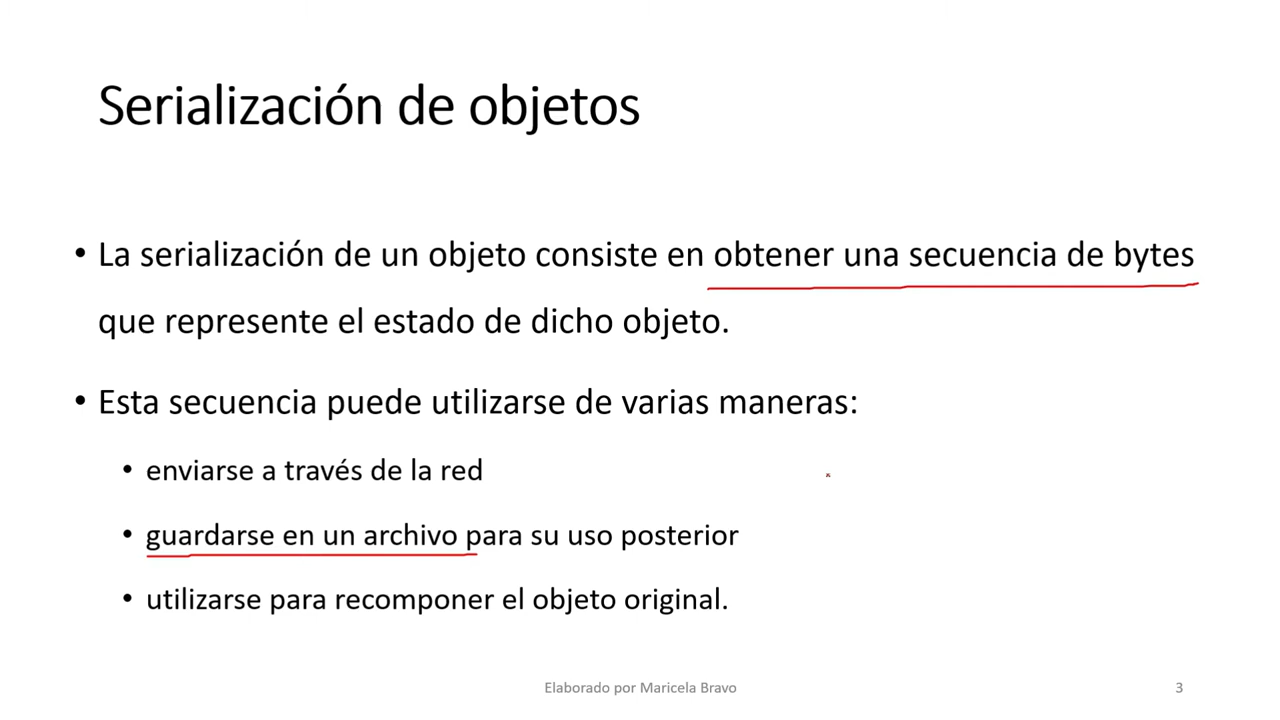 Serialización de objetos
• La serialización de un objeto consiste en obtener una secuencia de bytes
que represente el estado de dicho objeto.
• Esta secuencia puede utilizarse de varias maneras:
• enviarse a través de la red
• guardarse en un archivo para su uso posterior
• utilizarse para recomponer el objeto original.
Elaborado por Maricela Bravo
3